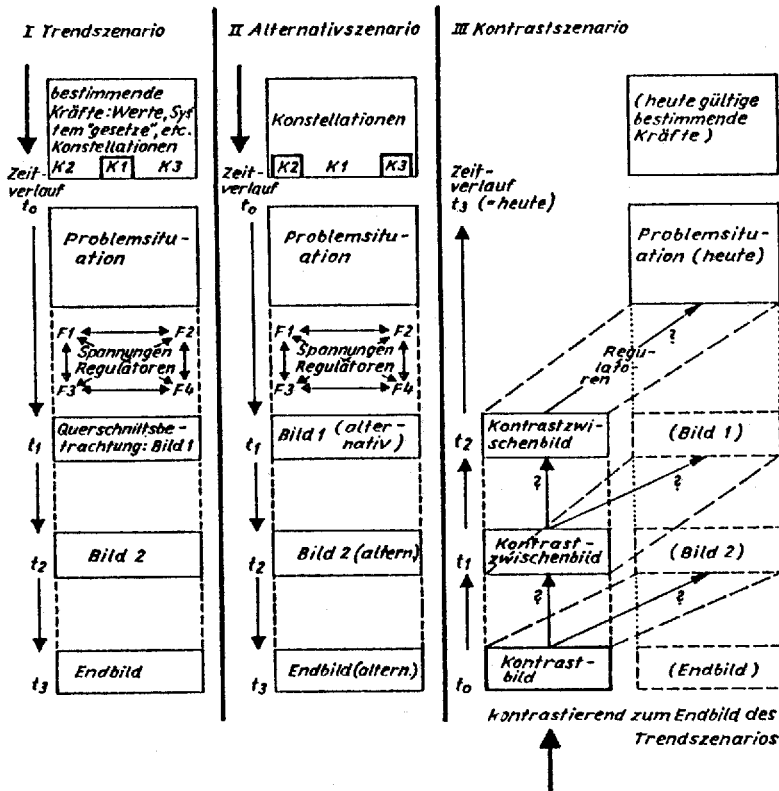 I Trendszenario
bestimmende
Kräfte: Werte, Sys
tem "gesetze", etc.
Konstellationen
K2 K1 K3
Zeit-
verlauf
t₀
Problemsitu-
ation
F1 F2
Spannungen
Regulatoren
F3 F4
t₁
Querschnittsbe-
trachtung: Bild 1
t₂
Bild 2
t₃
Endbild
II Alternativszenario
Konstellationen
K2 K1 K3
Zeit-
verlauf
t₀
Problemsitu-
ation
F1 F2
Spannungen
Regulatoren
F3 F4
t₁
Bild 1 (alter-
nativ)
t₂
Bild 2 (altern.)
t₃
Endbild (altern.)
III Kontrastszenario
(heute gültige
bestimmende
Kräfte)
Zeit-
verlauf
t₃ (=heute)
Problemsitu-
ation (heute)
?
Regu-
lato-
ren
t₂
Kontrastzwi-
schenbild
(Bild 1)
? ?
t₁
Kontrast-
zwischenbild
(Bild 2)
? ?
t₀
Kontrast-
bild
(Endbild)
kontrastierend zum Endbild des
Trendszenarios